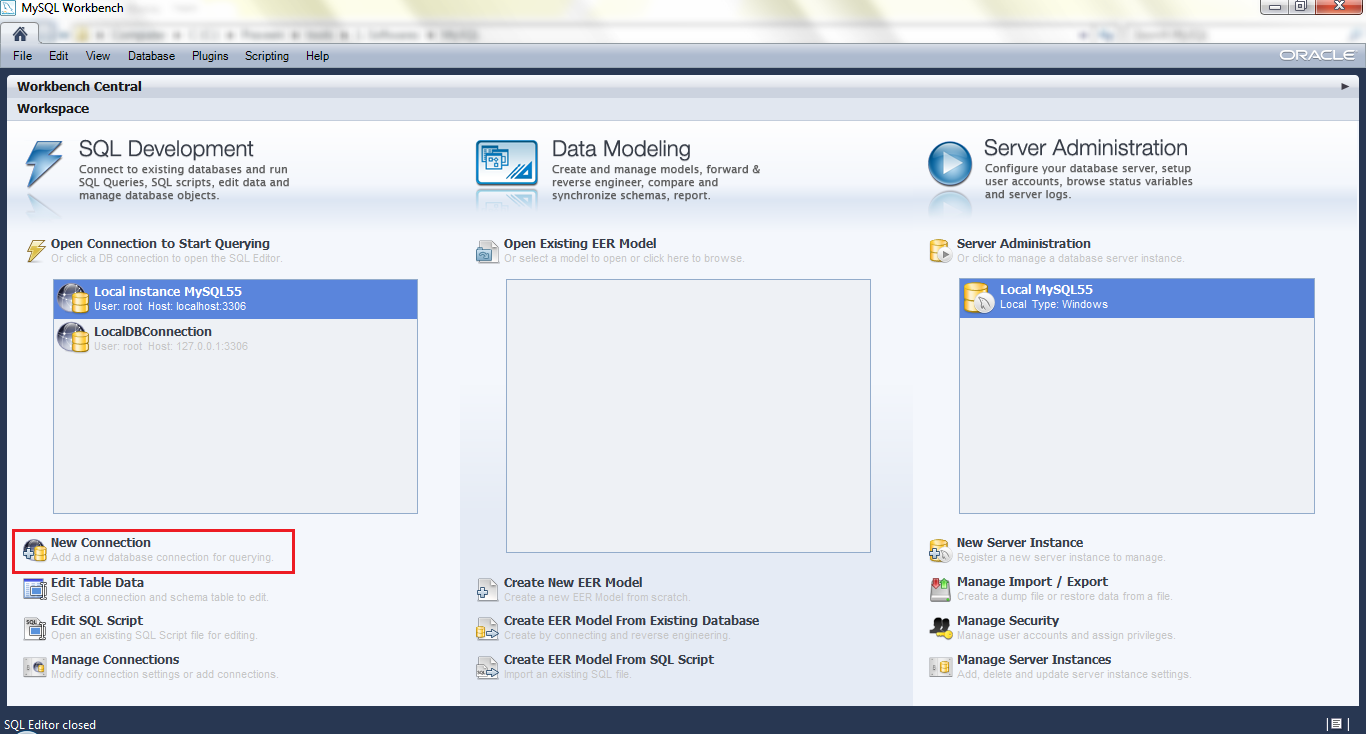 MySQL Workbench
File Edit View Database Plugins Scripting Help
ORACLE
Workbench Central
Workspace
SQL Development
Connect to existing databases and run
SQL Queries, SQL scripts, edit data and
manage database objects.
Open Connection to Start Querying
Or click a DB connection to open the SQL Editor.
Local instance MySQL55
User: root Host: localhost:3306
LocalDBConnection
User: root Host: 127.0.0.1:3306
New Connection
Add a new database connection for querying.
Edit Table Data
Select a connection and schema table to edit.
Edit SQL Script
Open an existing SQL Script file for editing.
Manage Connections
Modify connection settings or add connections.
Data Modeling
Create and manage models, forward &
reverse engineer, compare and
synchronize schemas, report.
Open Existing EER Model
Or select a model to open or click here to browse.
Create New EER Model
Create a new EER Model from scratch.
Create EER Model From Existing Database
Create by connecting and reverse engineering.
Create EER Model From SQL Script
Import an existing SQL file.
Server Administration
Configure your database server, setup
user accounts, browse status variables
and server logs.
Server Administration
Or click to manage a database server instance.
Local MySQL55
Local Type: Windows
New Server Instance
Register a new server instance to manage.
Manage Import / Export
Create a dump file or restore data from a file.
Manage Security
Manage user accounts and assign privileges.
Manage Server Instances
Add, delete and update server instance settings.
SQL Editor closed